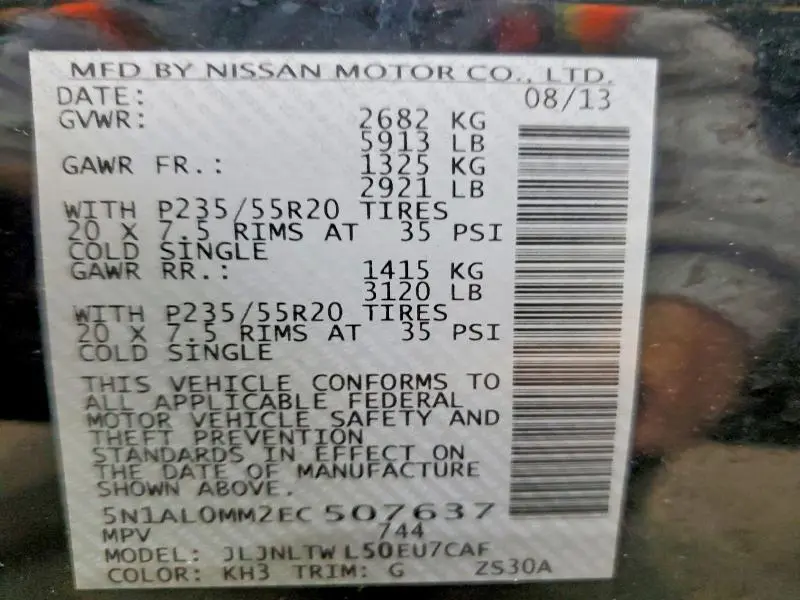 MFD BY NISSAN MOTOR CO., LTD.
DATE: 08/13
GVWR: 2682 KG
5913 LB
GAWR FR.: 1325 KG
2921 LB
WITH P235/55R20 TIRES
20 X 7.5 RIMS AT 35 PSI
COLD SINGLE
GAWR RR.: 1415 KG
3120 LB
WITH P235/55R20 TIRES
20 X 7.5 RIMS AT 35 PSI
COLD SINGLE
THIS VEHICLE CONFORMS TO
ALL APPLICABLE FEDERAL
MOTOR VEHICLE SAFETY AND
THEFT PREVENTION
STANDARDS IN EFFECT ON
THE DATE OF MANUFACTURE
SHOWN ABOVE.
5N1AL0MM2EC 507637
MPV 744
MODEL: JLJNLTWL50EU7CAF
COLOR: KH3 TRIM: G ZS30A